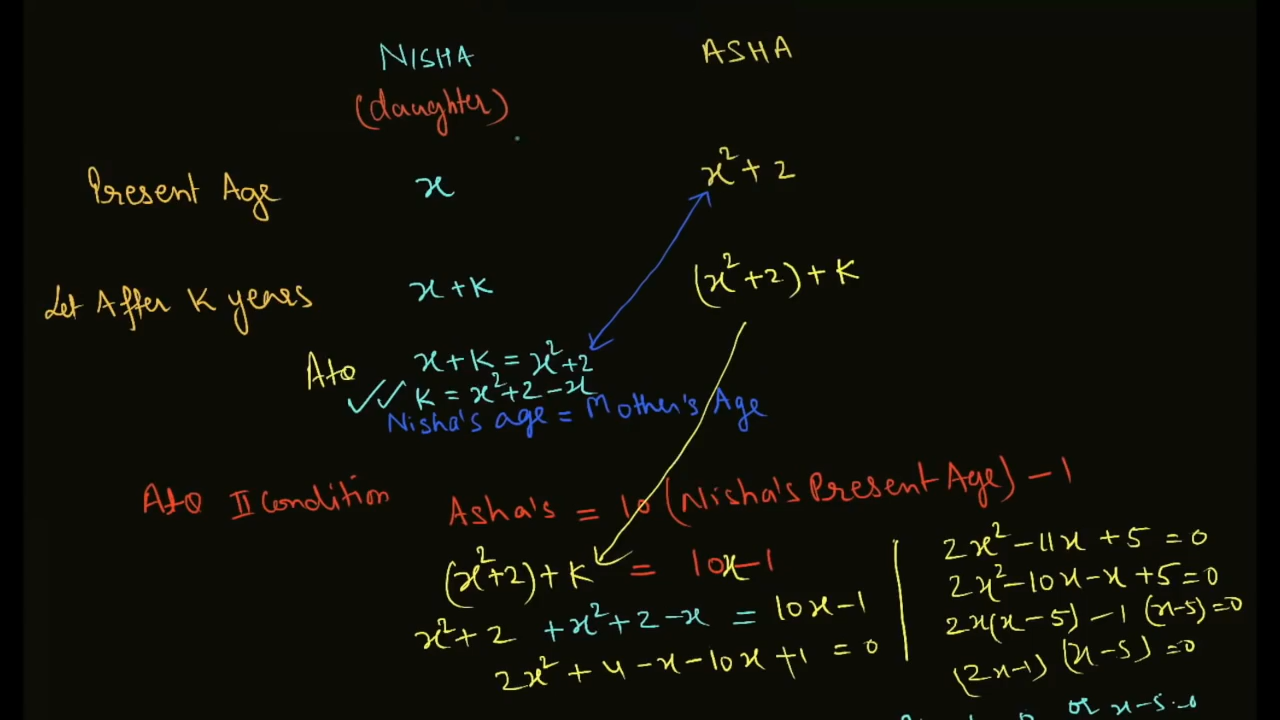 NISHA ASHA
(daughter)
Present Age x x²+2
Let After K years x+K (x²+2)+K
Ato x+K = x²+2
K = x²+2-x
Nisha's age = Mother's Age
Ato II Condition Asha's = 10 (Nisha's Present Age) - 1
(x²+2)+K = 10x-1
x²+2 +x²+2-x = 10x-1
2x²+4-x-10x+1 = 0
2x²-11x+5=0
2x²-10x-x+5=0
2x(x-5)-1(x-5)=0
(2x-1)(x-5)=0
or x-5=0